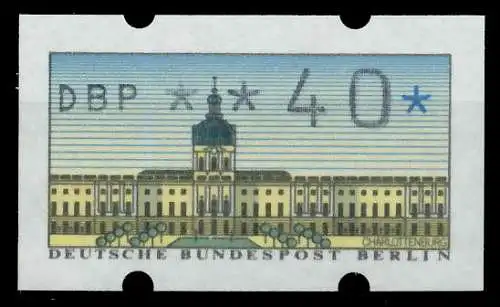 DBP * * 40*
CHARLOTTENBURG
DEUTSCHE BUNDESPOST BERLIN